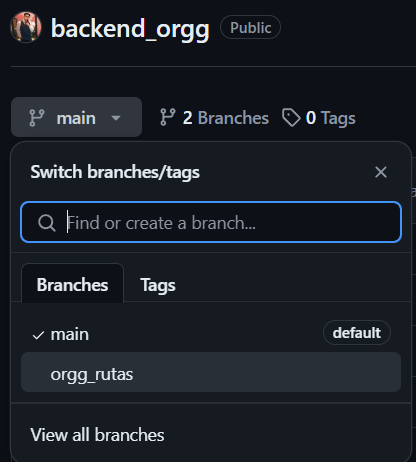 backend_orgg Public
main 2 Branches 0 Tags
Switch branches/tags
Find or create a branch...
Branches Tags
main default
orgg_rutas
View all branches